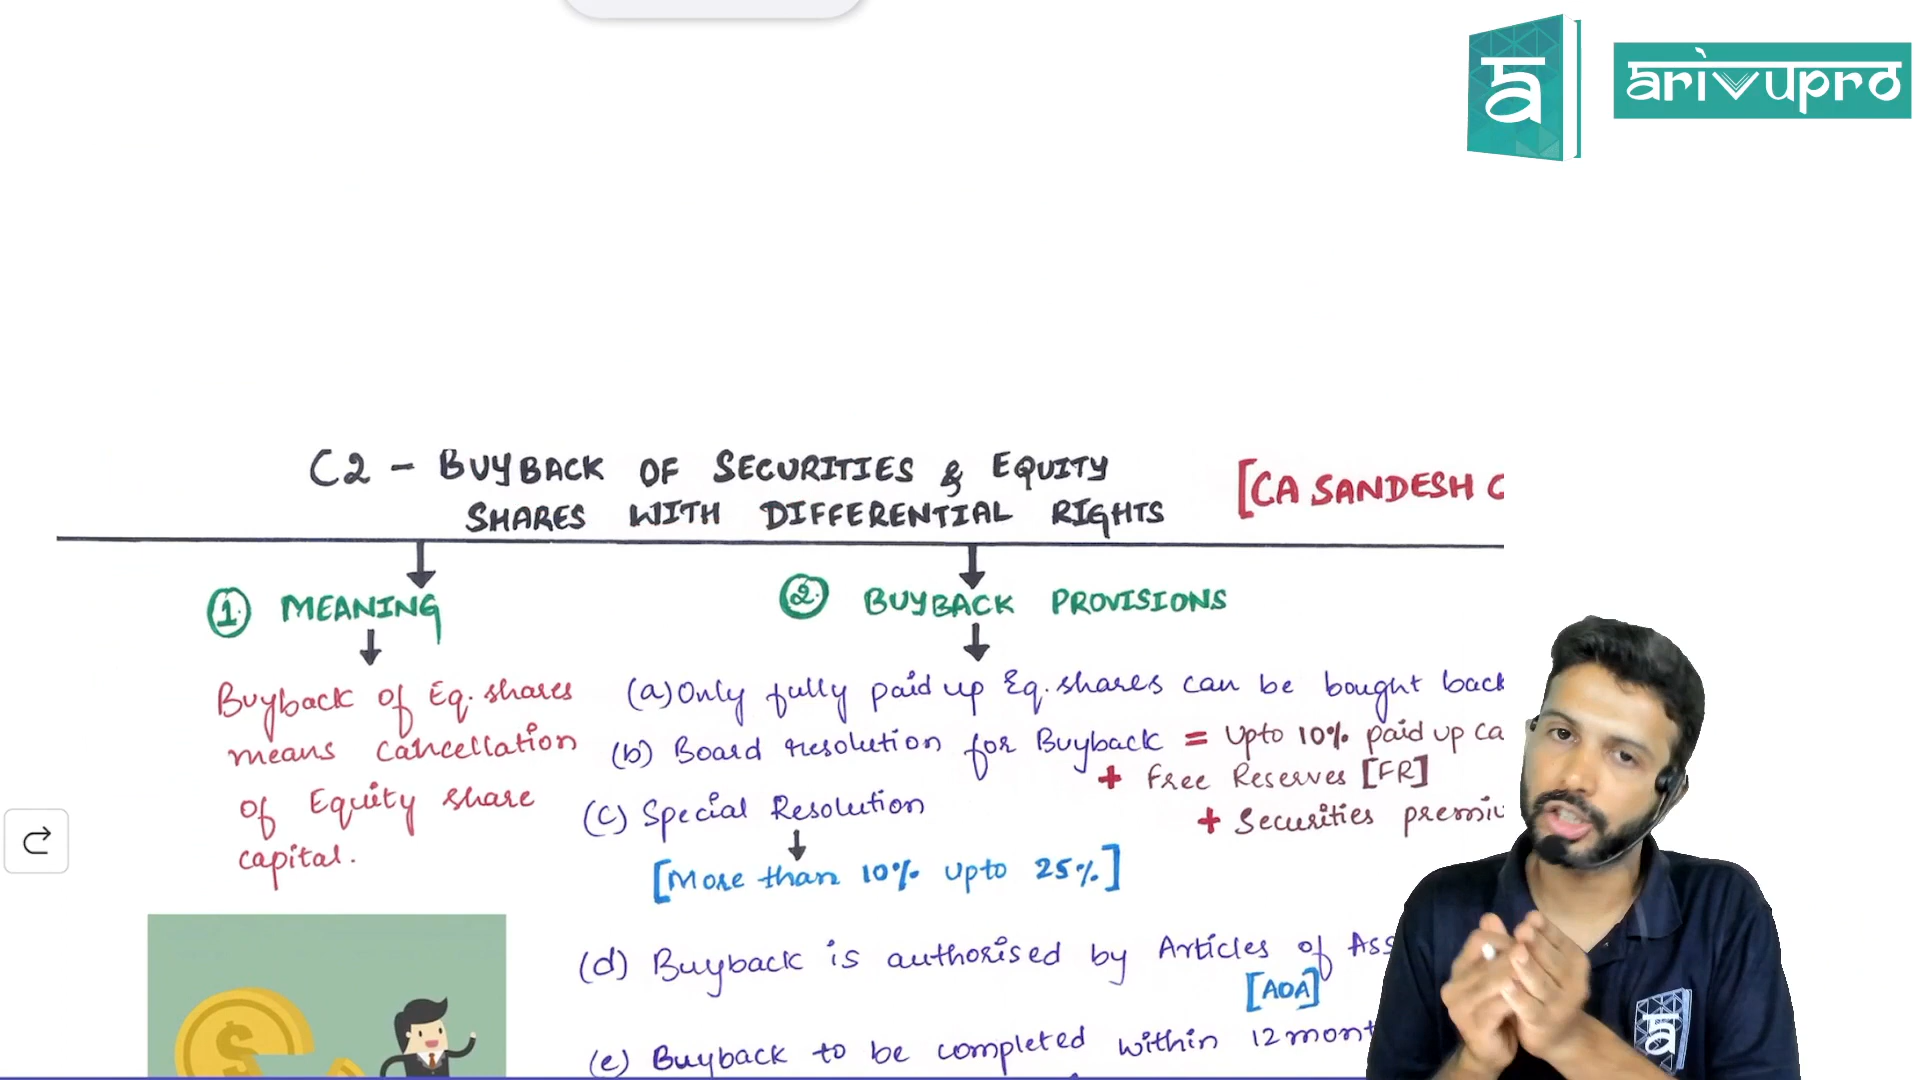 arivupro
C2 - BUYBACK OF SECURITIES & EQUITY
SHARES WITH DIFFERENTIAL RIGHTS
[CA SANDESH
1. MEANING
Buyback of Eq. shares
means cancellation
of Equity share
capital.
2. BUYBACK PROVISIONS
(a) Only fully paid up Eq. shares can be bought back
(b) Board resolution for Buyback = Upto 10% paid up ca
+ Free Reserves [FR]
+ Securities premiu
(c) Special Resolution
[More than 10% upto 25%]
(d) Buyback is authorised by Articles of Ass
[AOA]
(e) Buyback to be completed within 12 mont